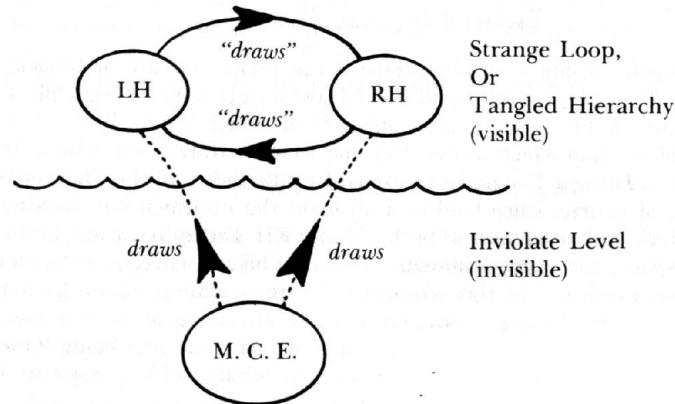 "draws"
LH
RH
"draws"
Strange Loop,
Or
Tangled Hierarchy
(visible)
draws
draws
Inviolate Level
(invisible)
M. C. E.